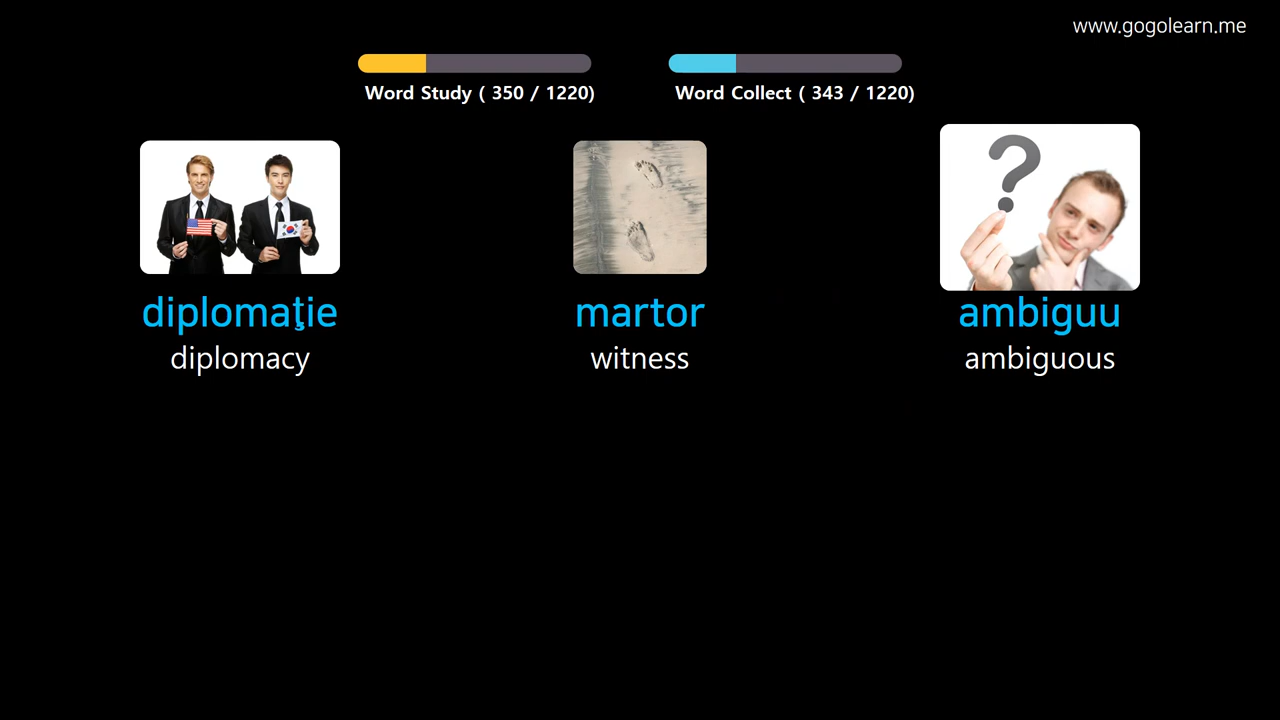 www.gogolearn.me
Word Study ( 350 / 1220)
Word Collect ( 343 / 1220)
diplomaţie
martor
ambiguu
diplomacy
witness
ambiguous